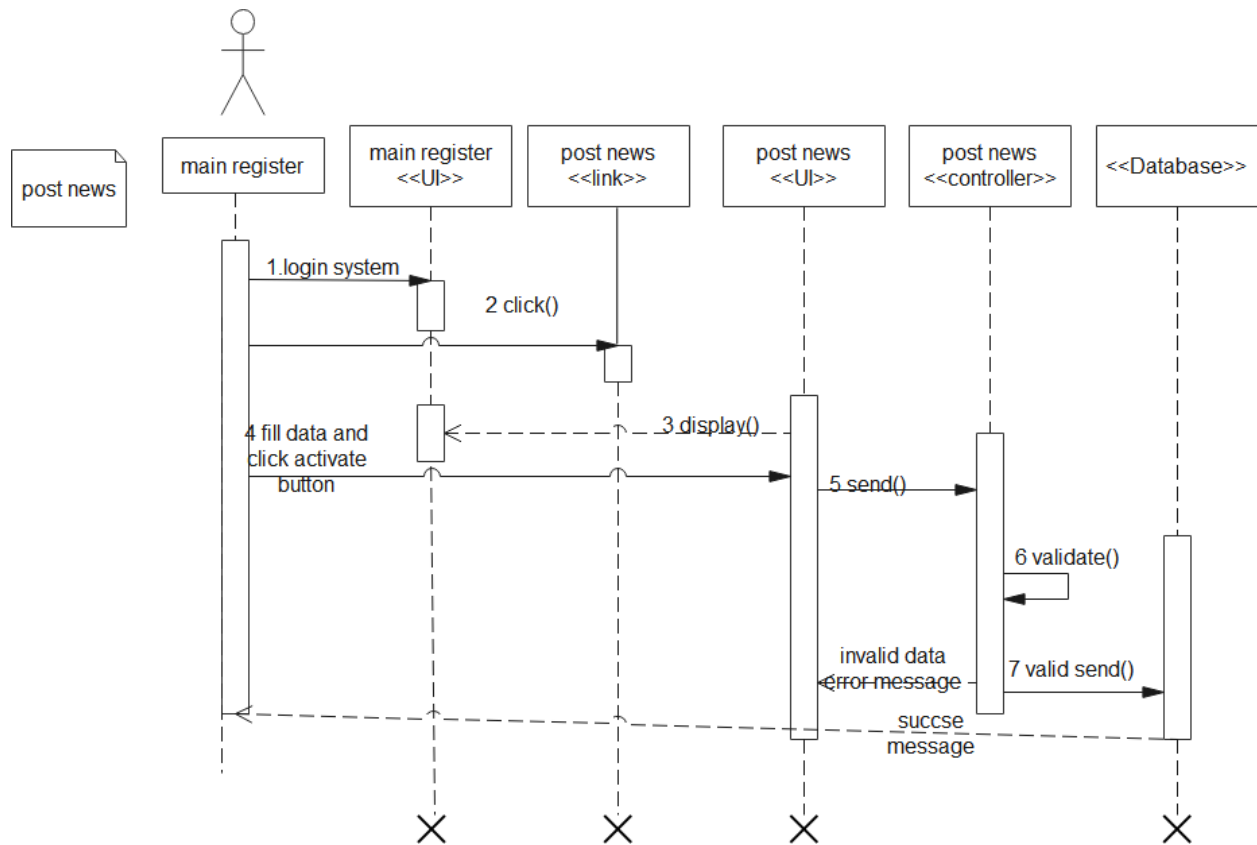 post news
main register
main register
<<UI>>
post news
<<link>>
post news
<<UI>>
post news
<<controller>>
<<Database>>
1.login system
2 click()
3 display()
4 fill data and
click activate
button
5 send()
6 validate()
invalid data
error message
7 valid send()
succse
message